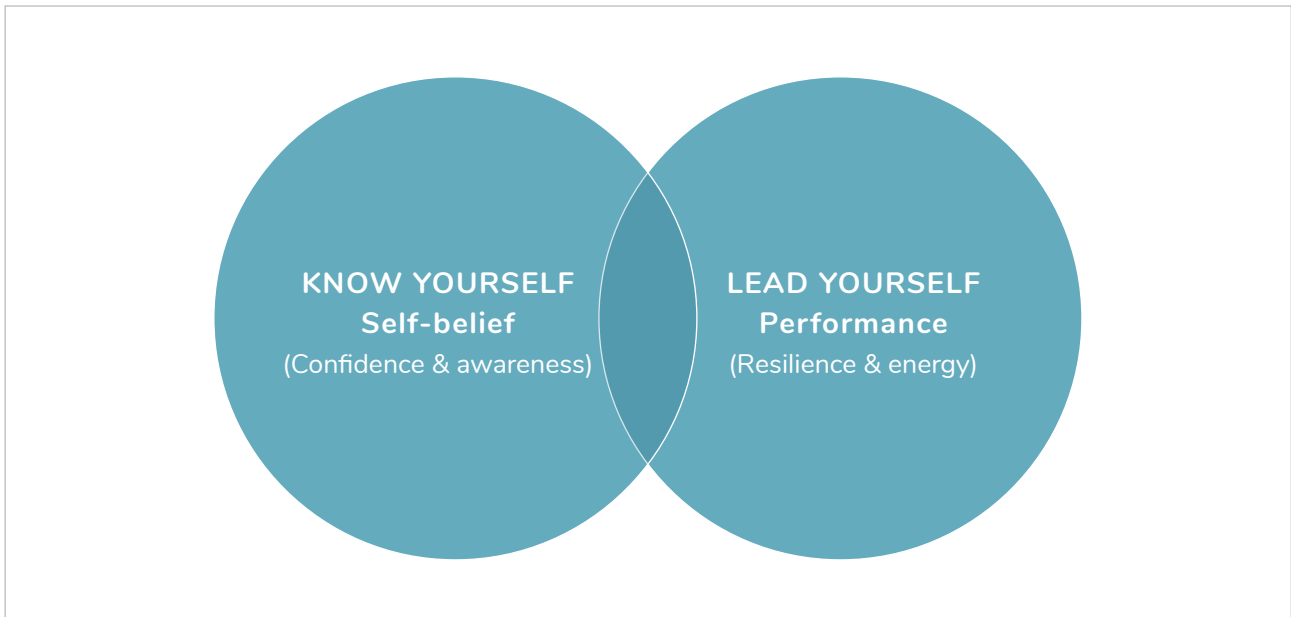 KNOW YOURSELF
Self-belief
(Confidence & awareness)
LEAD YOURSELF
Performance
(Resilience & energy)